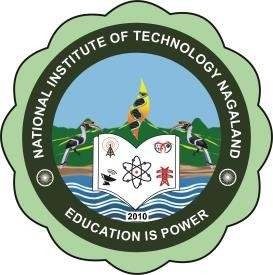 NATIONAL INSTITUTE OF TECHNOLOGY NAGALAND
2010
EDUCATION IS POWER